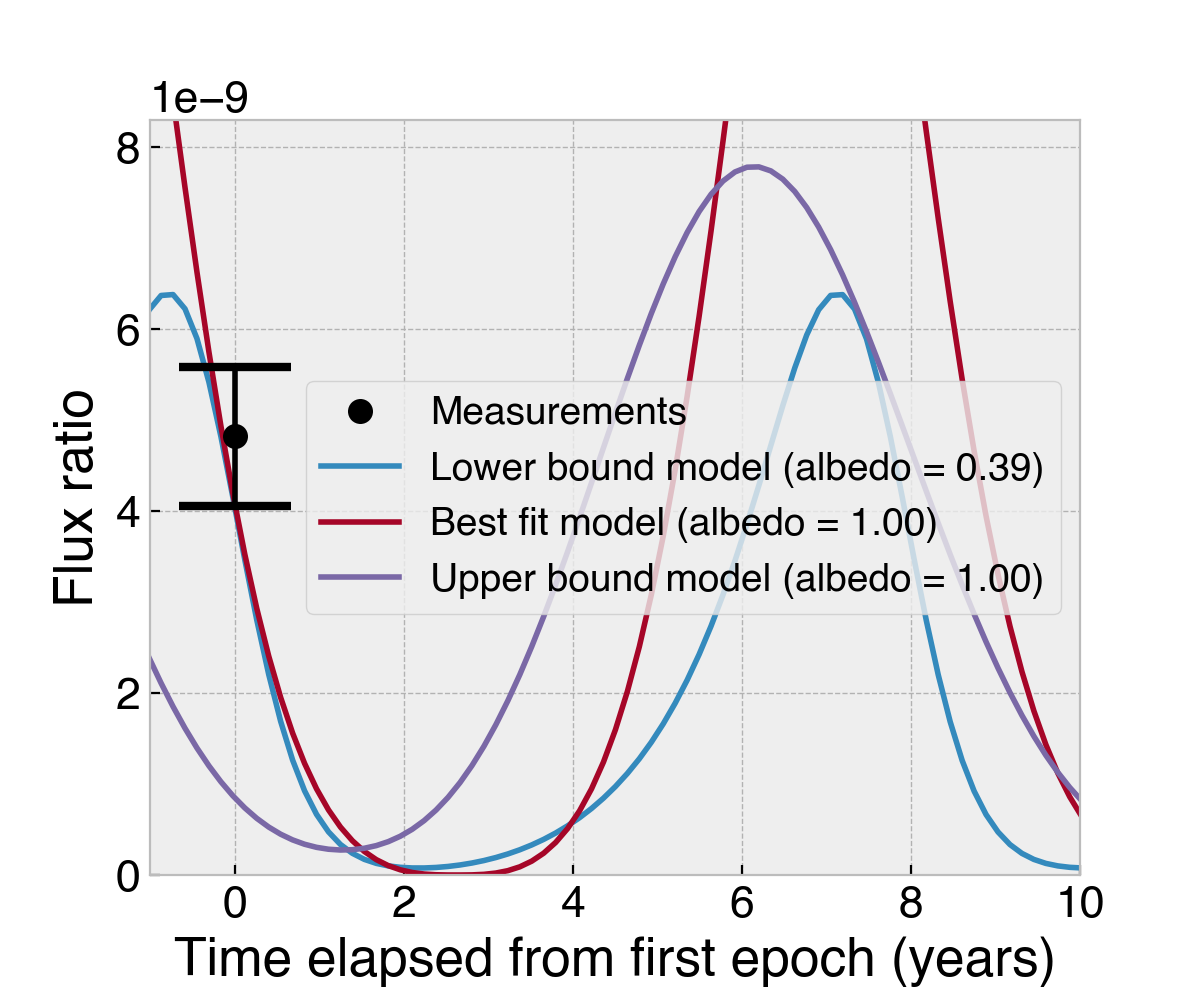 1e−9
8
6
4
2
0
Flux ratio
Measurements
Lower bound model (albedo = 0.39)
Best fit model (albedo = 1.00)
Upper bound model (albedo = 1.00)
0 2 4 6 8 10
Time elapsed from first epoch (years)